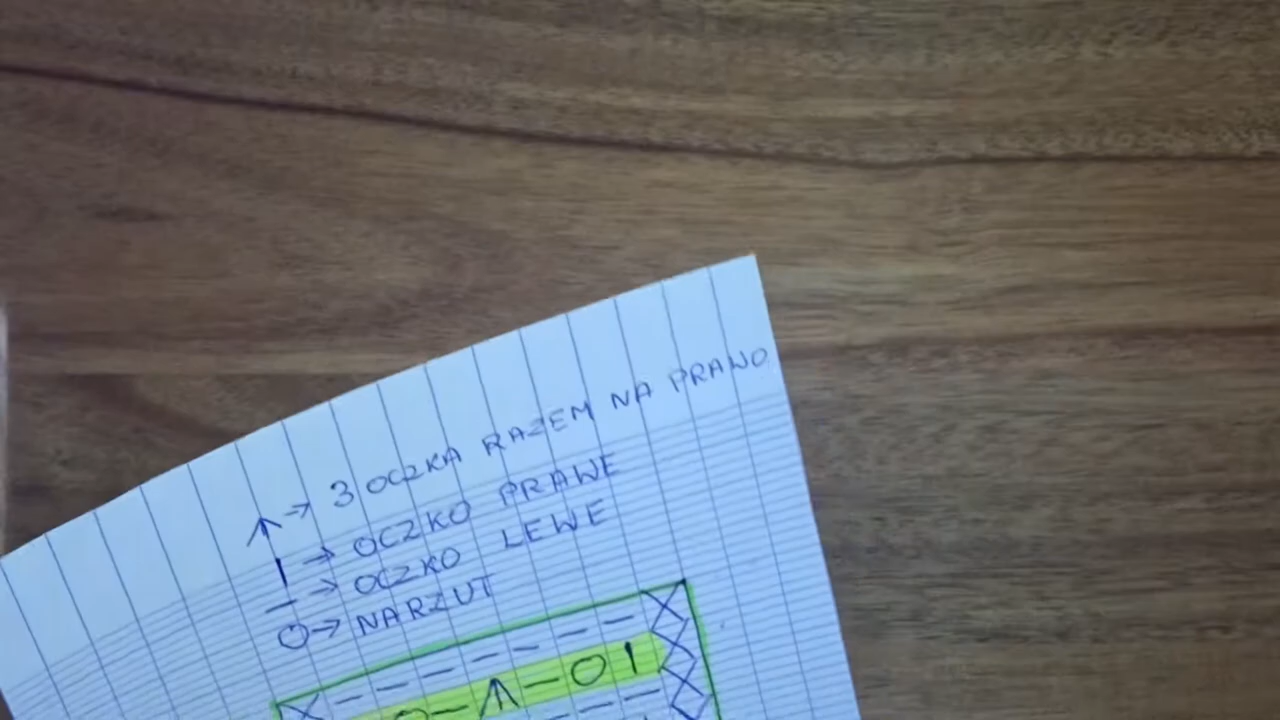 ↑ → 3 OCZKA RAZEM NA PRAWO
| → OCZKO PRAWE
— → OCZKO LEWE
O → NARZUT